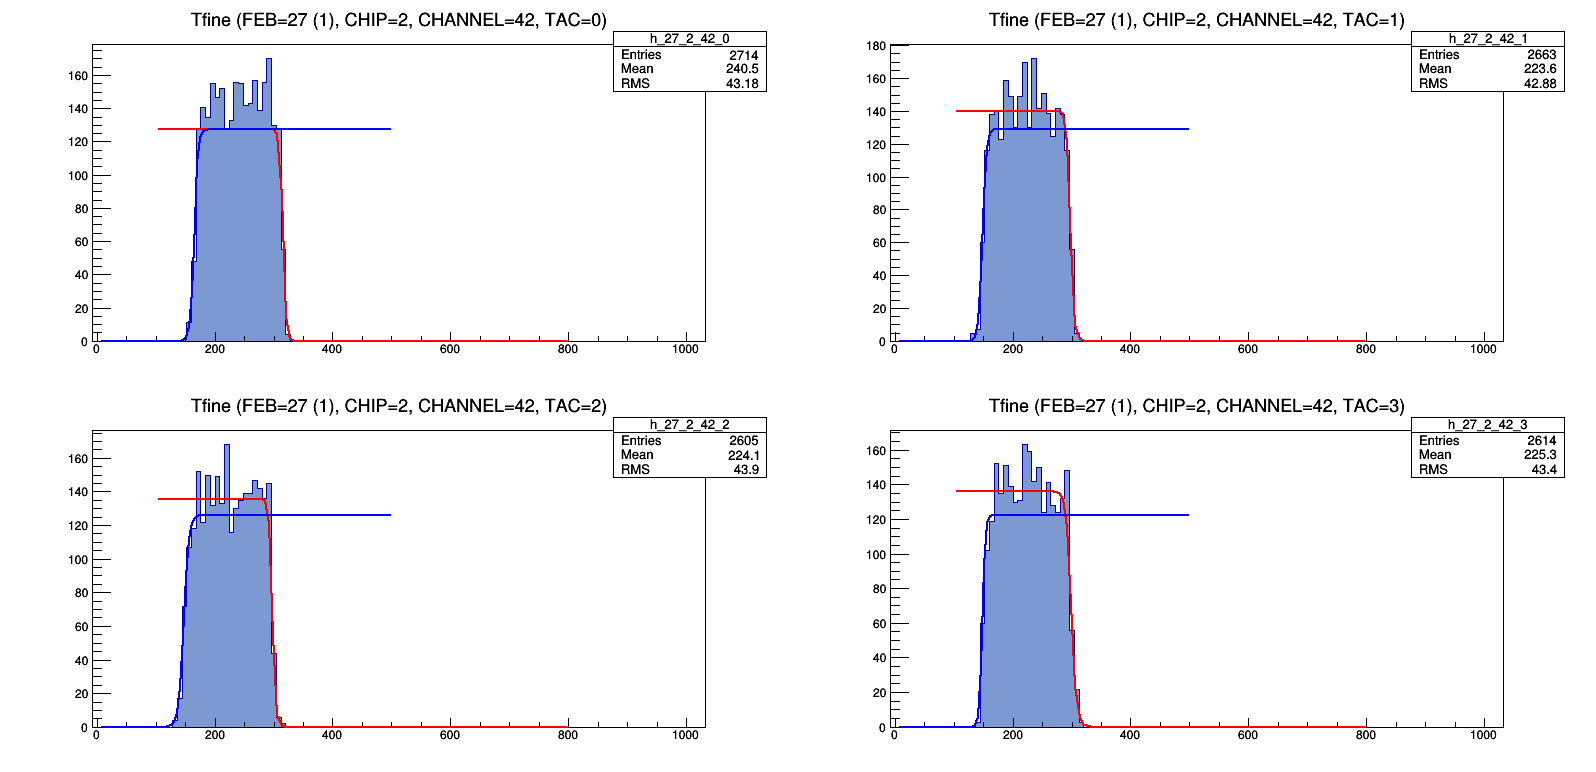 Tfine (FEB=27 (1), CHIP=2, CHANNEL=42, TAC=0)
h_27_2_42_0
Entries 2714
Mean 240.5
RMS 43.18
160
140
120
100
80
60
40
20
0
0 200 400 600 800 1000
Tfine (FEB=27 (1), CHIP=2, CHANNEL=42, TAC=1)
h_27_2_42_1
Entries 2663
Mean 223.6
RMS 42.88
180
160
140
120
100
80
60
40
20
0
0 200 400 600 800 1000
Tfine (FEB=27 (1), CHIP=2, CHANNEL=42, TAC=2)
h_27_2_42_2
Entries 2605
Mean 224.1
RMS 43.9
160
140
120
100
80
60
40
20
0
0 200 400 600 800 1000
Tfine (FEB=27 (1), CHIP=2, CHANNEL=42, TAC=3)
h_27_2_42_3
Entries 2614
Mean 225.3
RMS 43.4
160
140
120
100
80
60
40
20
0
0 200 400 600 800 1000